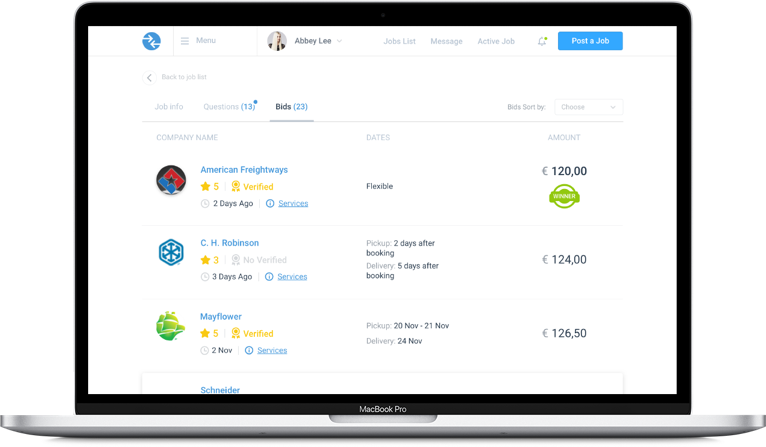 Menu
Abbey Lee
Jobs List
Message
Active Job
Post a Job
Back to job list
Job info
Questions (13)
Bids (23)
Bids Sort by:
Choose
COMPANY NAME
DATES
AMOUNT
American Freightways
5
Verified
2 Days Ago
Services
Flexible
€ 120,00
WINNER
C. H. Robinson
3
No Verified
3 Days Ago
Services
Pickup: 2 days after
booking
Delivery: 5 days after
booking
€ 124,00
Mayflower
5
Verified
2 Nov
Services
Pickup: 20 Nov - 21 Nov
Delivery: 24 Nov
€ 126,50
Schneider
MacBook Pro